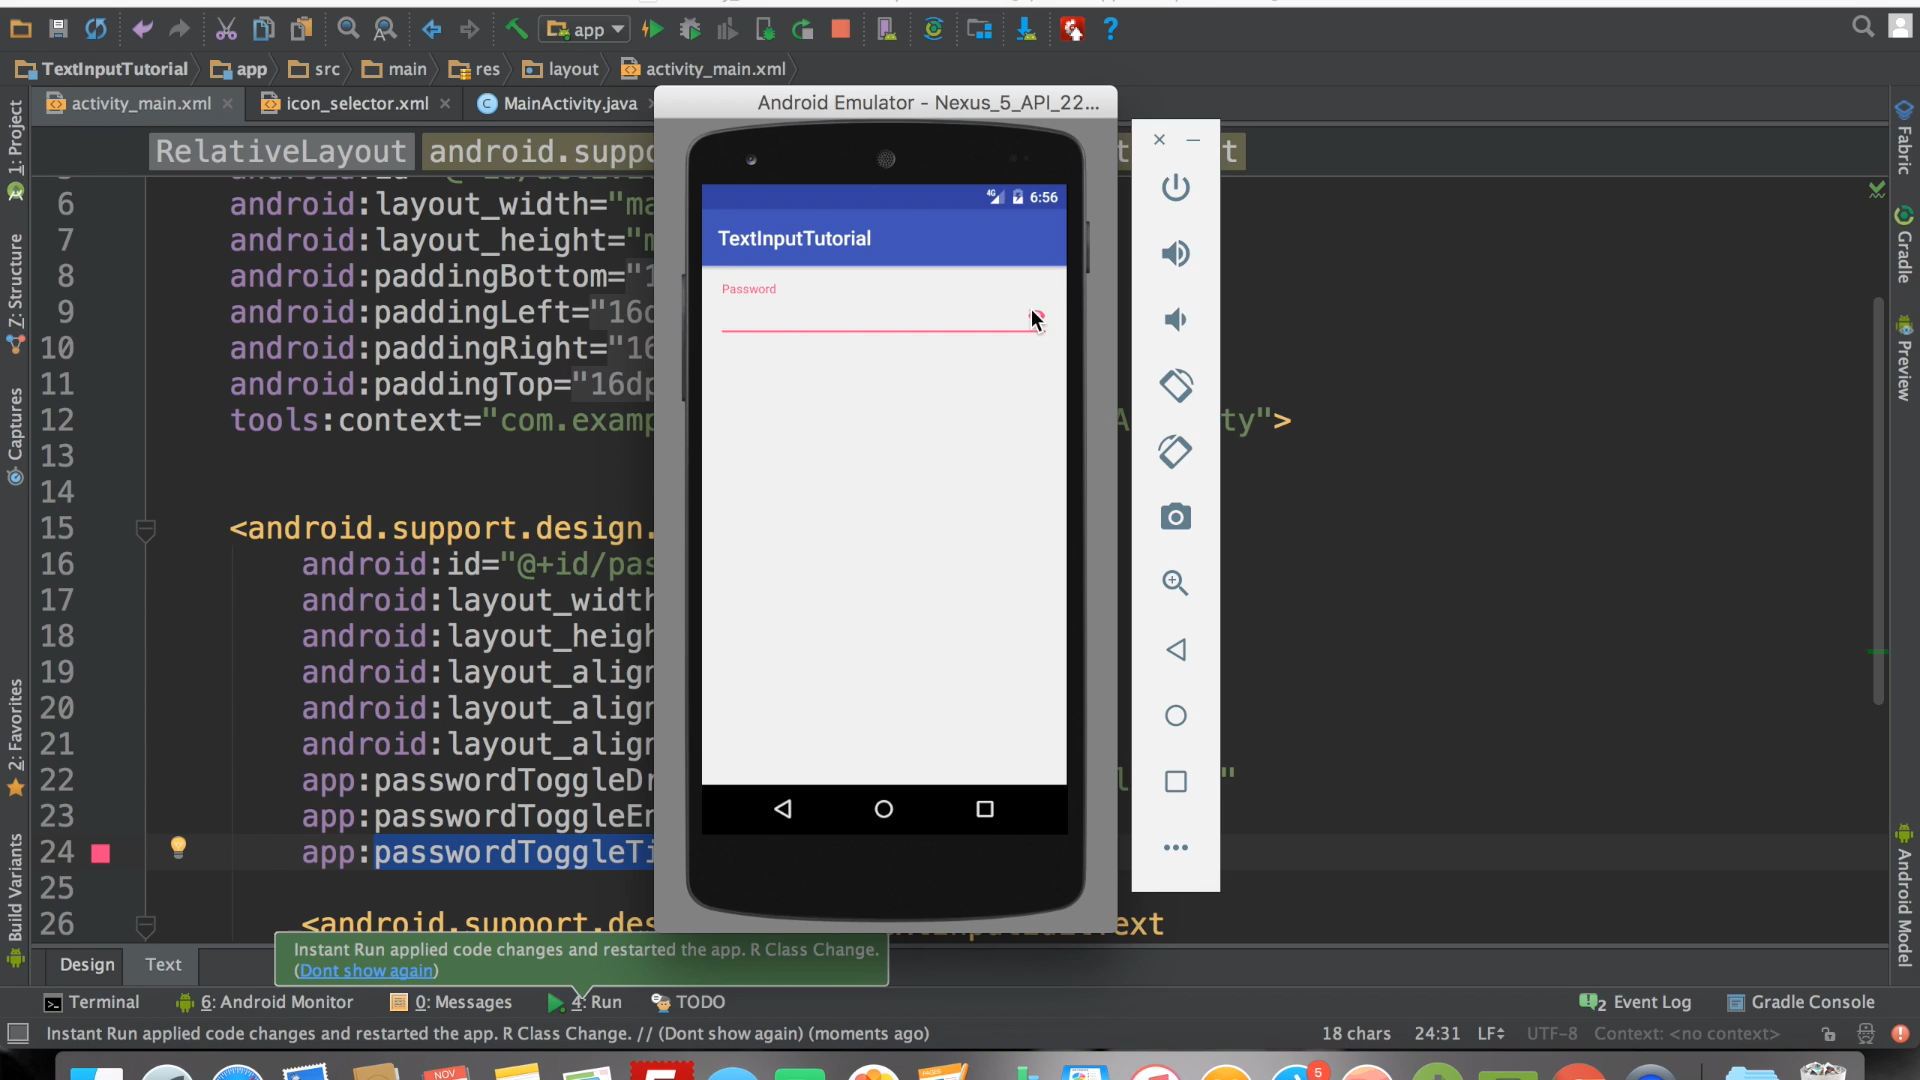 app
TextInputTutorial
app
src
main
res
layout
activity_main.xml
activity_main.xml
icon_selector.xml
MainActivity.java
Android Emulator - Nexus_5_API_22...
RelativeLayout
android.suppo
t
6 android:layout_width="ma
7 android:layout_height="m
8 android:paddingBottom="1
9 android:paddingLeft="16d
10 android:paddingRight="16
11 android:paddingTop="16dp
12 tools:context="com.examp
ty">
13
14
15 <android.support.design.
16 android:id="@+id/pas
17 android:layout_width
18 android:layout_heigh
19 android:layout_align
20 android:layout_align
21 android:layout_align
22 app:passwordToggleDr
"
23 app:passwordToggleEn
24 app:passwordToggleTi
25
26 <android.support.des
ext
4G
6:56
TextInputTutorial
Password
1: Project
7: Structure
Captures
2: Favorites
Build Variants
Fabric
Gradle
Preview
Android Model
Design
Text
Instant Run applied code changes and restarted the app. R Class Change.
(Dont show again)
Terminal
6: Android Monitor
0: Messages
4: Run
TODO
2 Event Log
Gradle Console
Instant Run applied code changes and restarted the app. R Class Change. // (Dont show again) (moments ago)
18 chars
24:31
LF
UTF-8
Context: <no context>
NOV
PAGES
5